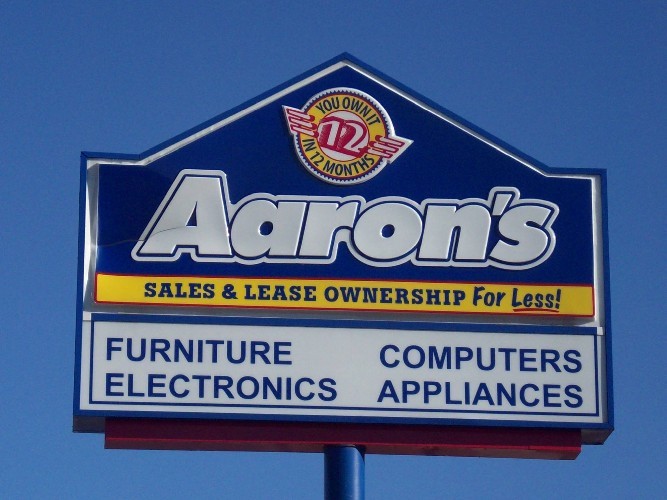 YOU OWN IT
12
IN 12 MONTHS
Aaron's
SALES & LEASE OWNERSHIP For Less!
FURNITURE COMPUTERS
ELECTRONICS APPLIANCES